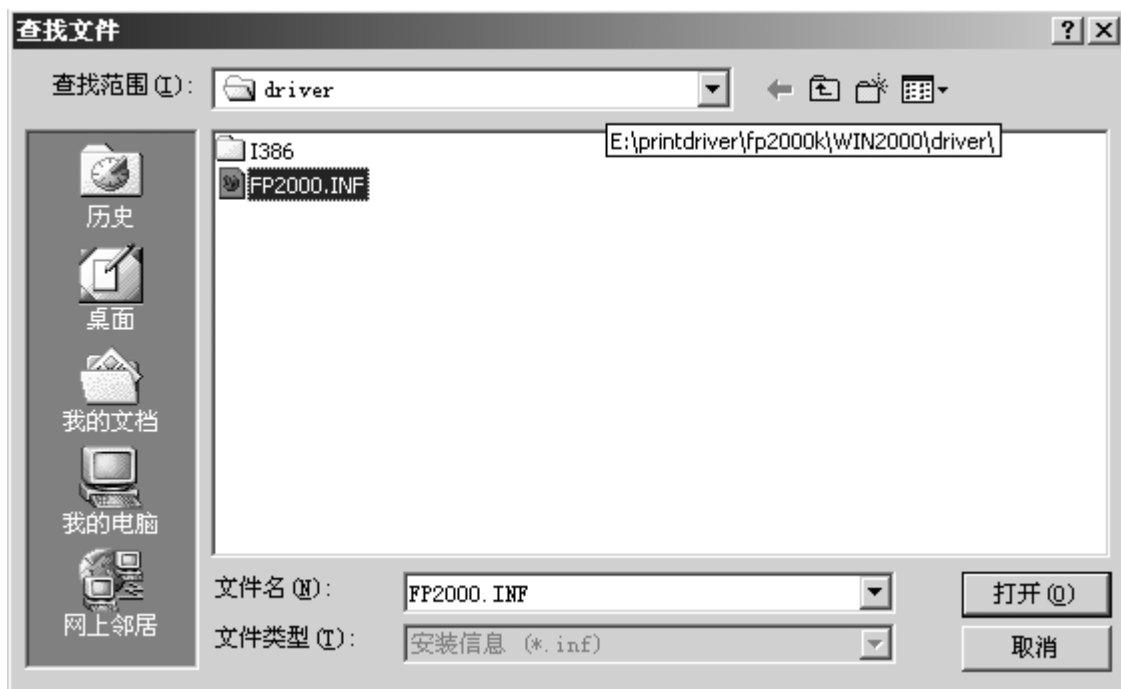 查找文件
查找范围(I):
driver
E:\printdriver\fp2000k\WIN2000\driver\
I386
FP2000.INF
历史
桌面
我的文档
我的电脑
网上邻居
文件名(N):
FP2000.INF
打开(O)
文件类型(T):
安装信息 (*.inf)
取消